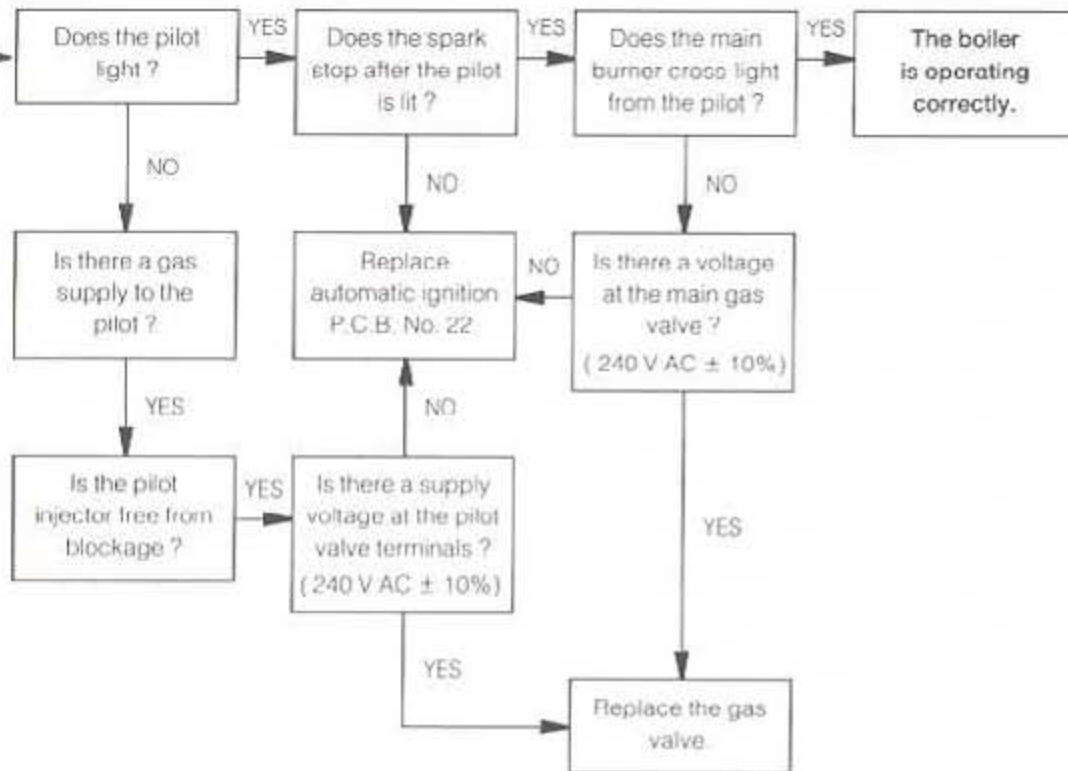 Does the pilot
light ?
YES
Does the spark
stop after the pilot
is lit ?
YES
Does the main
burner cross light
from the pilot ?
YES
The boiler
is operating
correctly.
NO
NO
NO
Is there a gas
supply to the
pilot ?
Replace
automatic ignition
P.C.B. No. 22
NO
Is there a voltage
at the main gas
valve ?
( 240 V AC ± 10% )
YES
NO
YES
Is the pilot
injector free from
blockage ?
YES
Is there a supply
voltage at the pilot
valve terminals ?
( 240 V AC ± 10% )
YES
Replace the gas
valve.